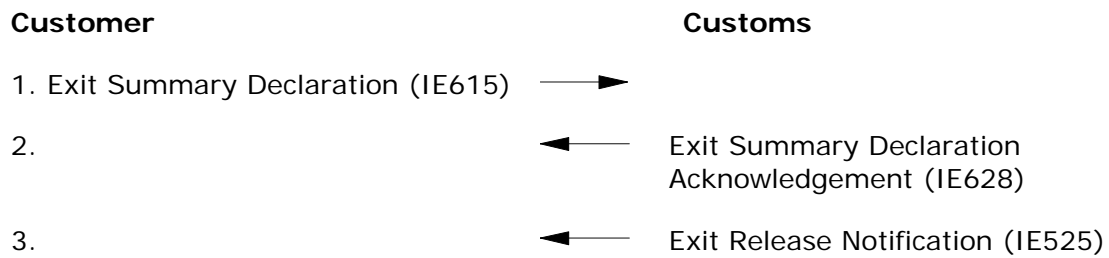 Customer Customs
1. Exit Summary Declaration (IE615)
2. Exit Summary Declaration
Acknowledgement (IE628)
3. Exit Release Notification (IE525)